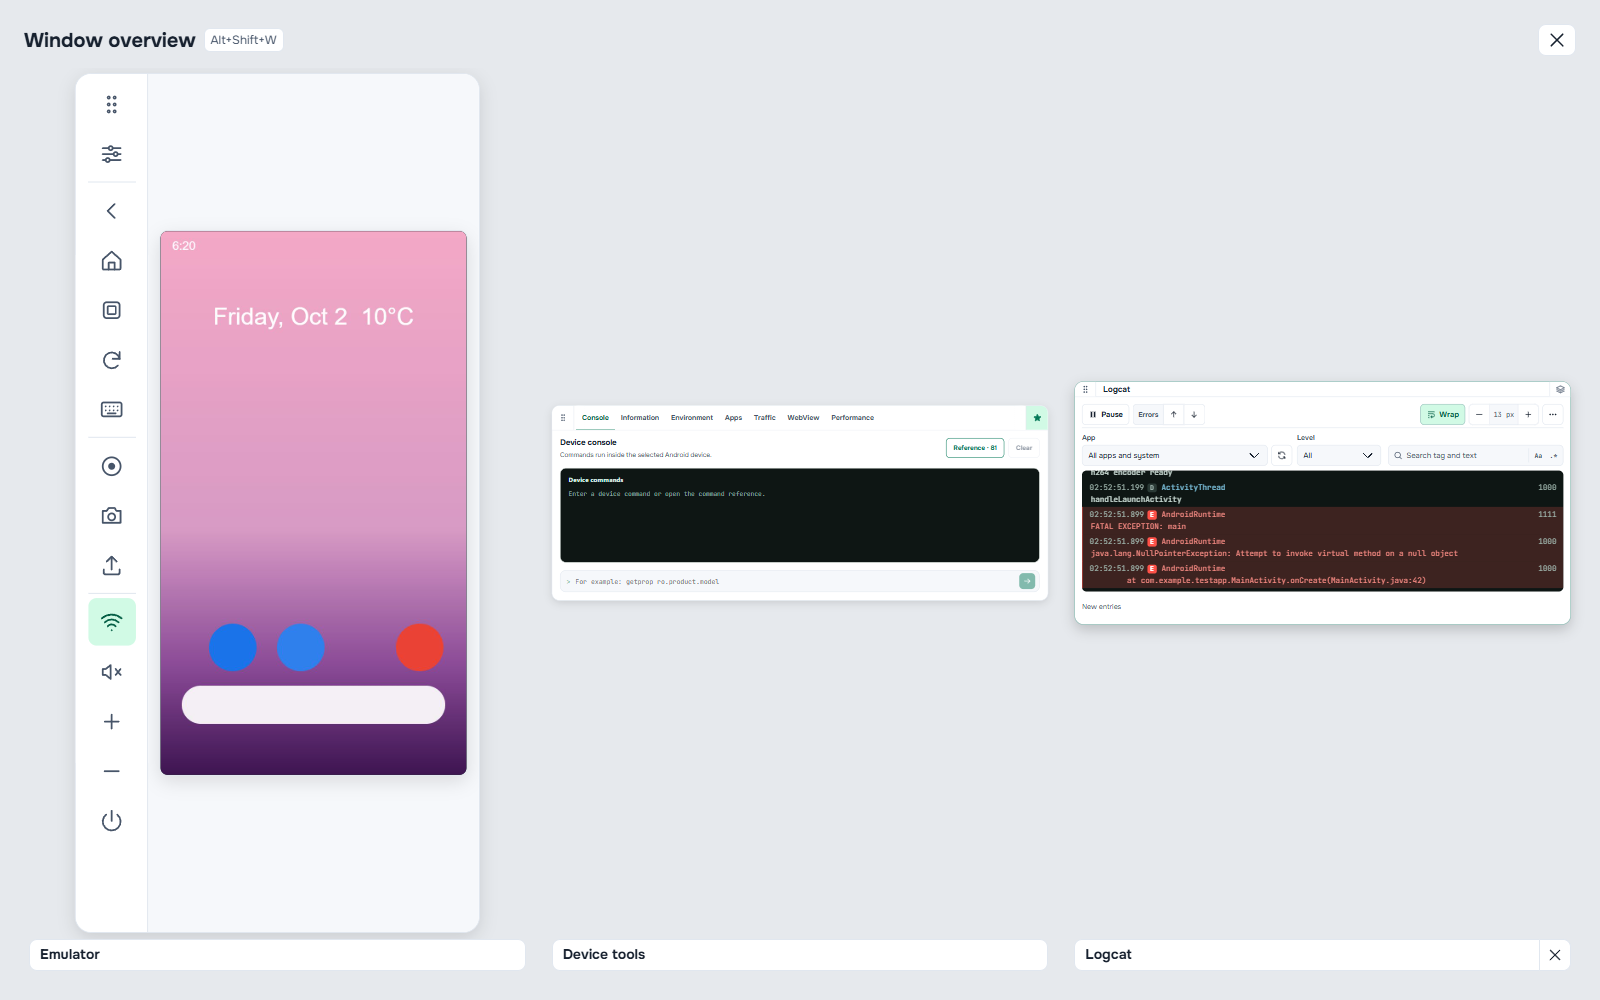 Window overview Alt+Shift+W
6:20
Friday, Oct 2 10°C
Console Information Environment Apps Traffic WebView Performance
Device console
Commands run inside the selected Android device.
Reference · 81 Clear
Device commands
Enter a device command or open the command reference.
> For example: getprop ro.product.model
Logcat
Pause Errors Wrap 13 px
App Level
All apps and system All Search tag and text Aa .*
h264 encoder ready
02:52:51.199 D ActivityThread 1000
handleLaunchActivity
02:52:51.899 E AndroidRuntime 1111
FATAL EXCEPTION: main
02:52:51.899 E AndroidRuntime 1000
java.lang.NullPointerException: Attempt to invoke virtual method on a null object
02:52:51.899 E AndroidRuntime 1000
at com.example.testapp.MainActivity.onCreate(MainActivity.java:42)
New entries
Emulator
Device tools
Logcat